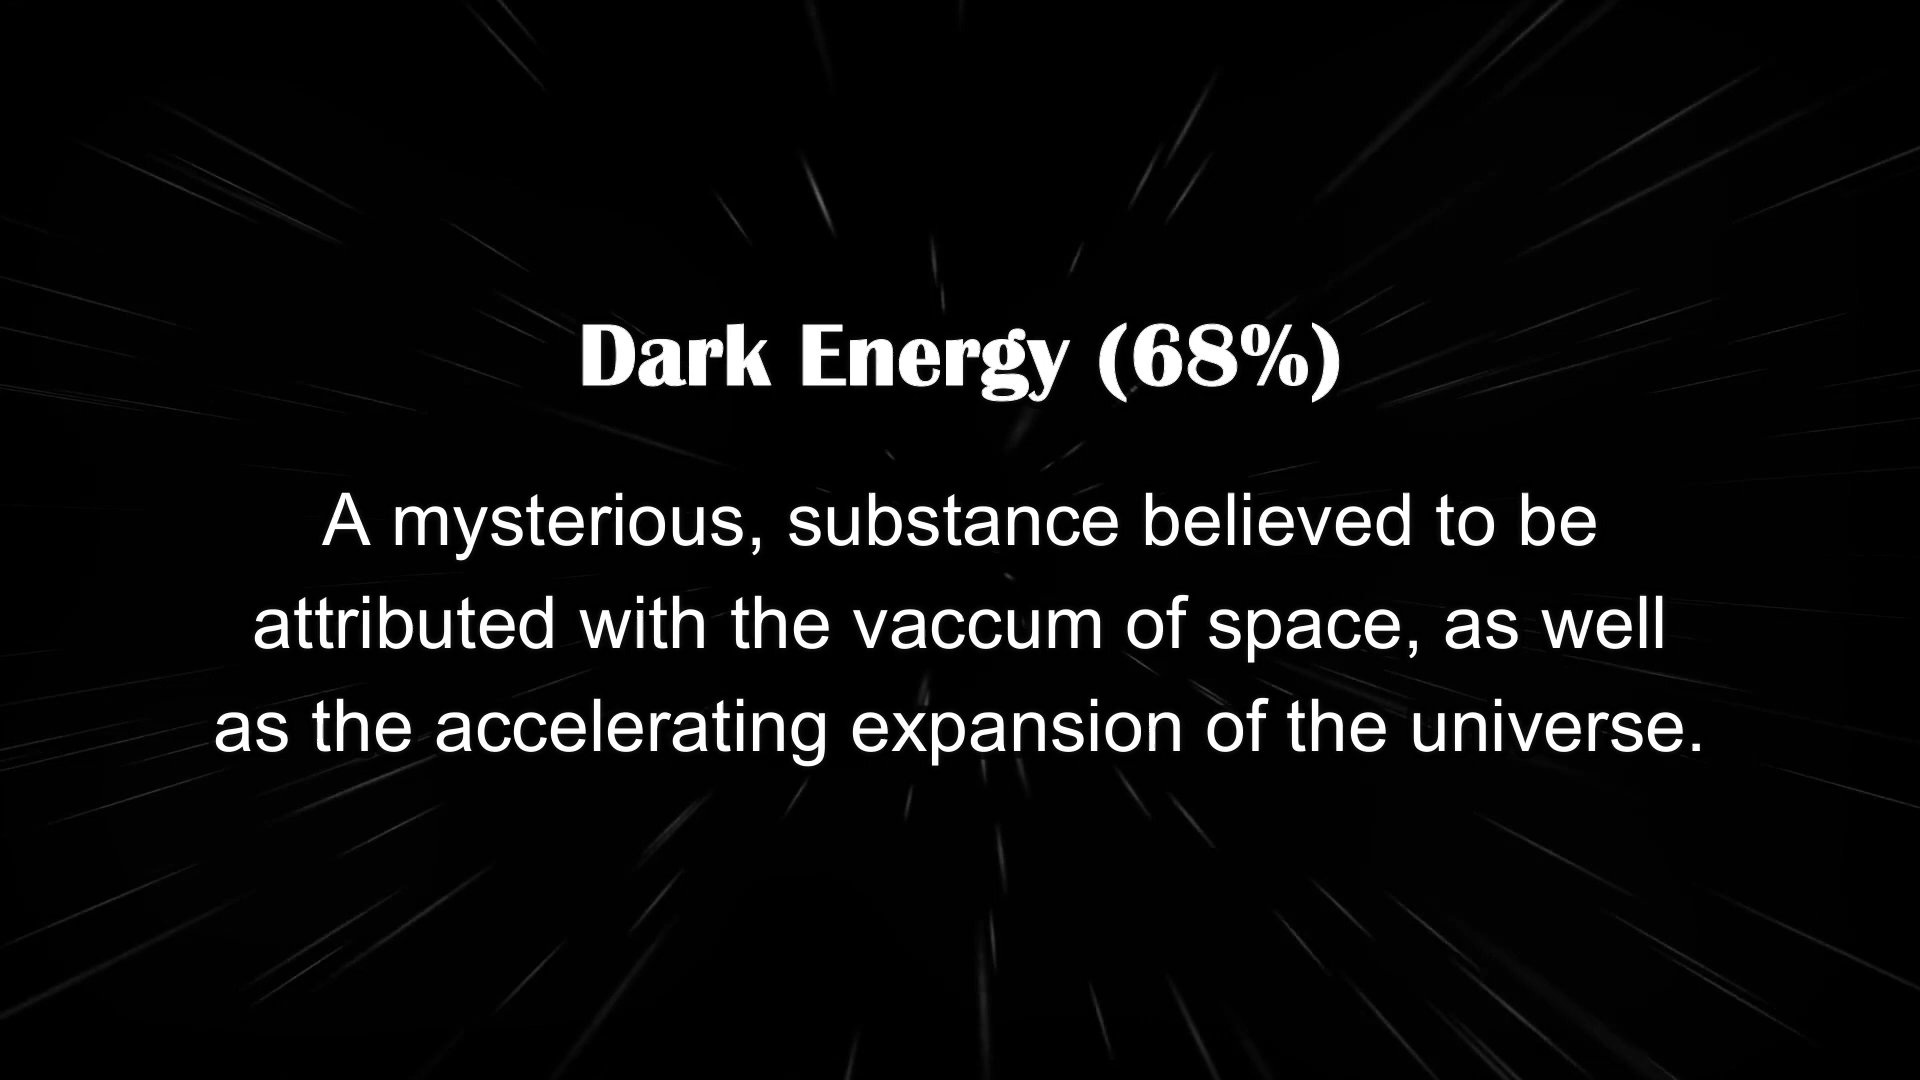 Dark Energy (68%)
A mysterious, substance believed to be
attributed with the vaccum of space, as well
as the accelerating expansion of the universe.